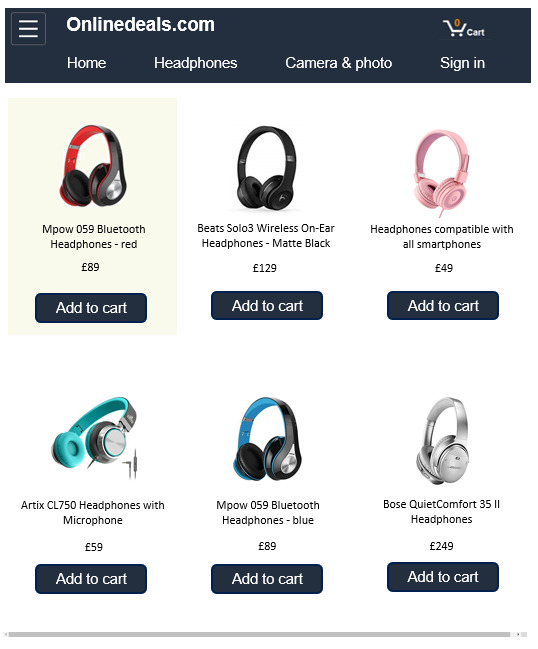 Onlinedeals.com
0
Cart
Home Headphones Camera & photo Sign in
Mpow 059 Bluetooth
Headphones - red
£89
Add to cart
Beats Solo3 Wireless On-Ear
Headphones - Matte Black
£129
Add to cart
Headphones compatible with
all smartphones
£49
Add to cart
Artix CL750 Headphones with
Microphone
£59
Add to cart
Mpow 059 Bluetooth
Headphones - blue
£89
Add to cart
Bose QuietComfort 35 II
Headphones
£249
Add to cart